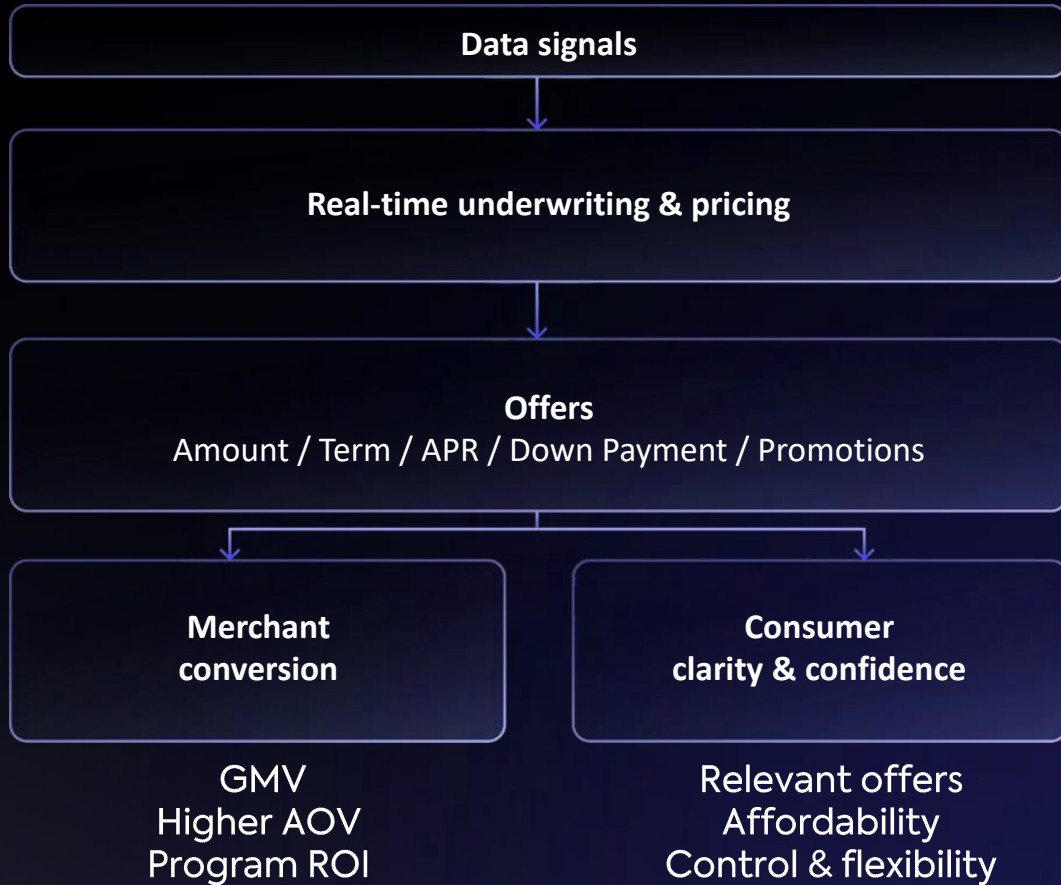 Data signals
Real-time underwriting & pricing
Offers
Amount / Term / APR / Down Payment / Promotions
Merchant
conversion
Consumer
clarity & confidence
GMV
Higher AOV
Program ROI
Relevant offers
Affordability
Control & flexibility